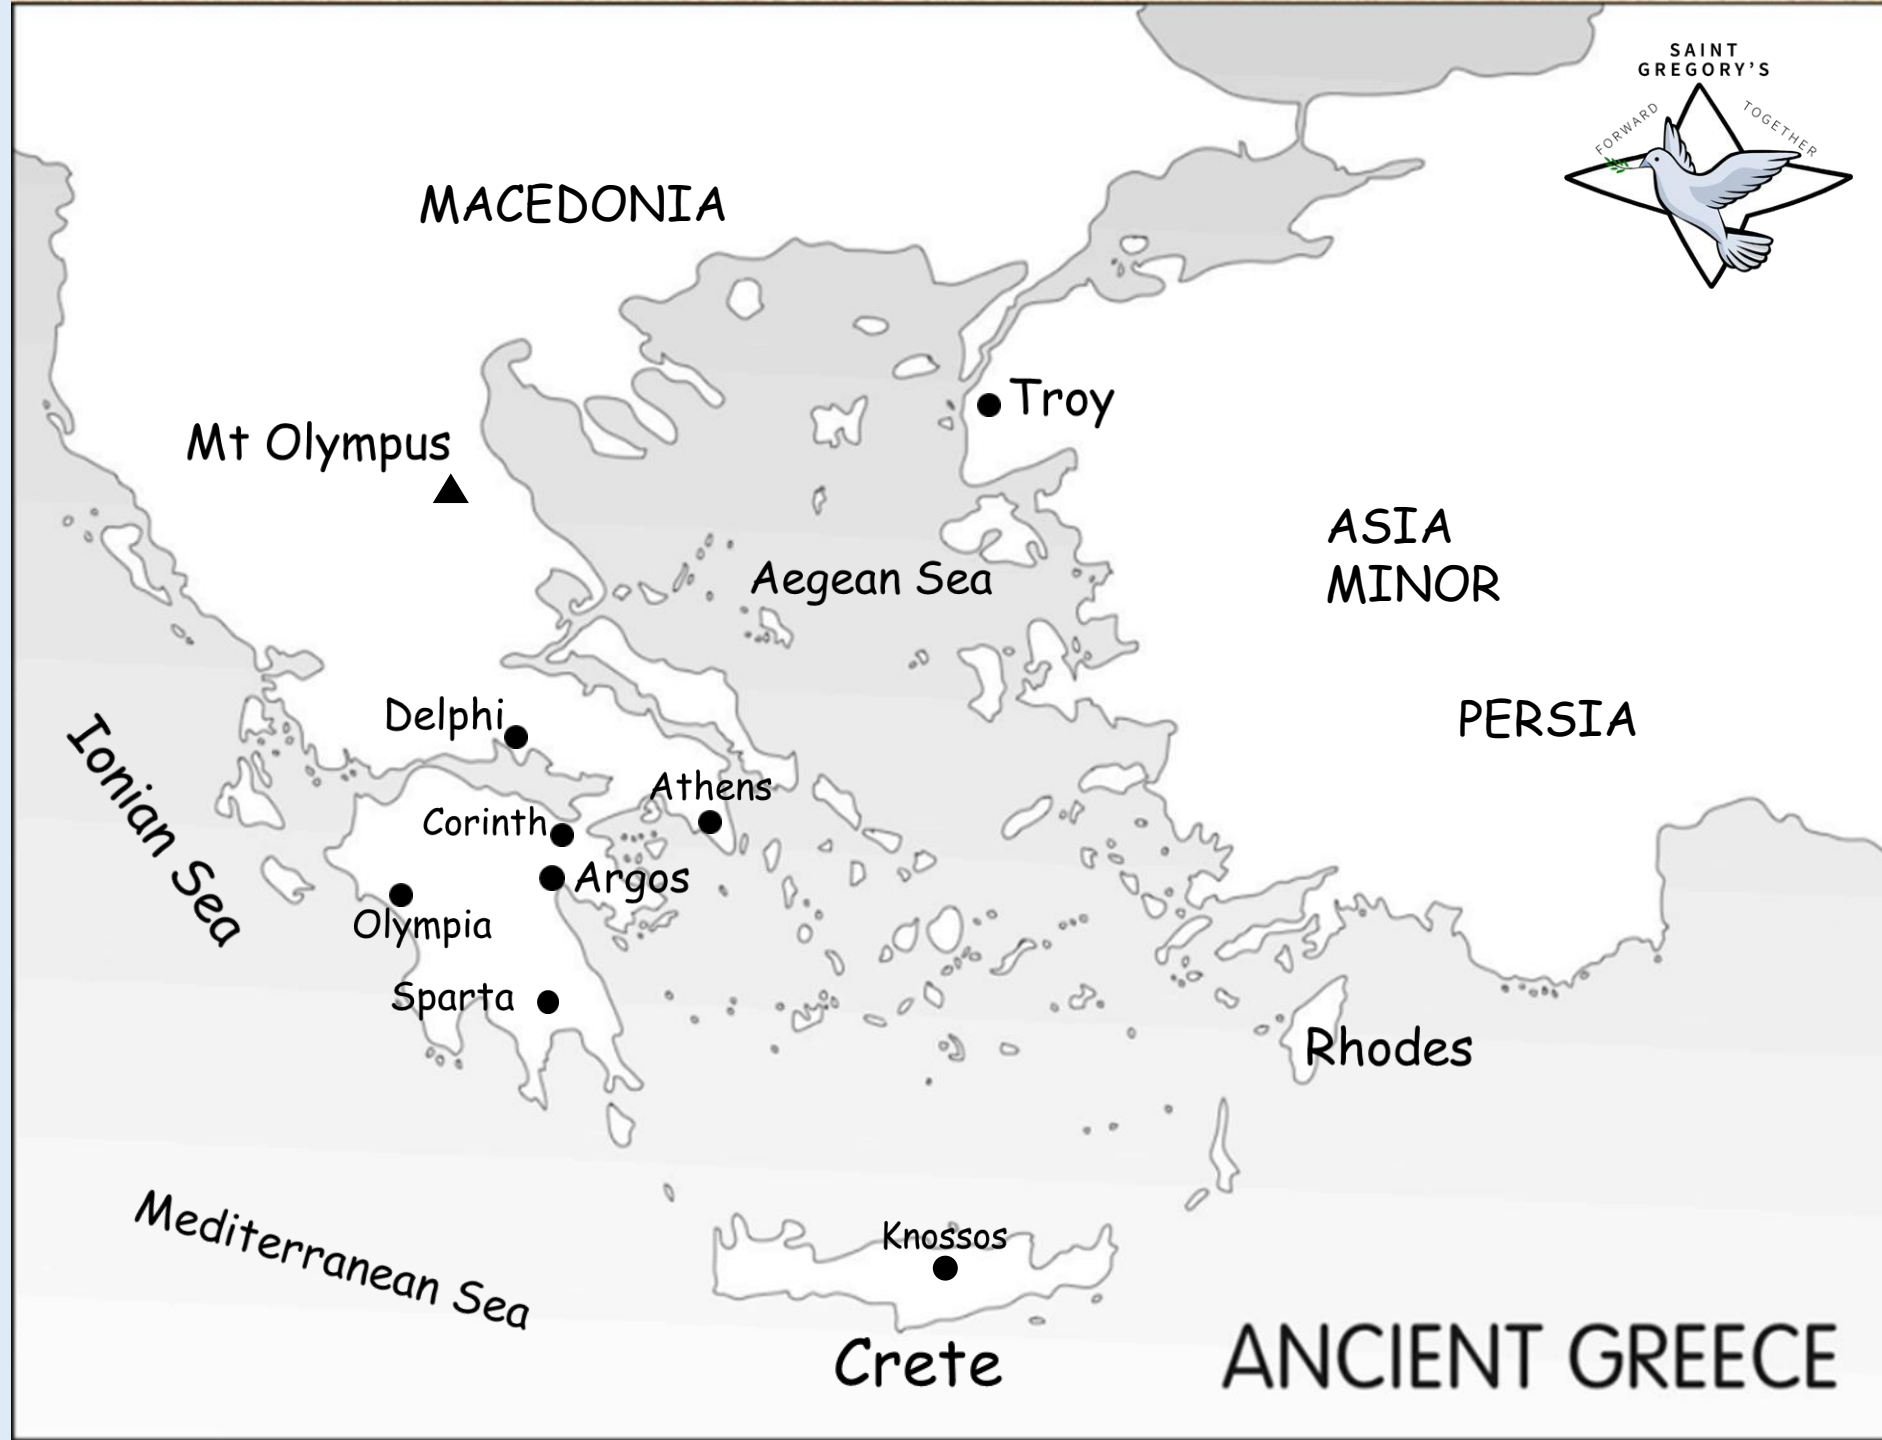 SAINT
GREGORY'S
FORWARD
TOGETHER
MACEDONIA
Troy
Mt Olympus
ASIA
MINOR
Aegean Sea
PERSIA
Delphi
Ionian Sea
Athens
Corinth
Argos
Olympia
Sparta
Rhodes
Mediterranean Sea
Knossos
Crete
ANCIENT GREECE